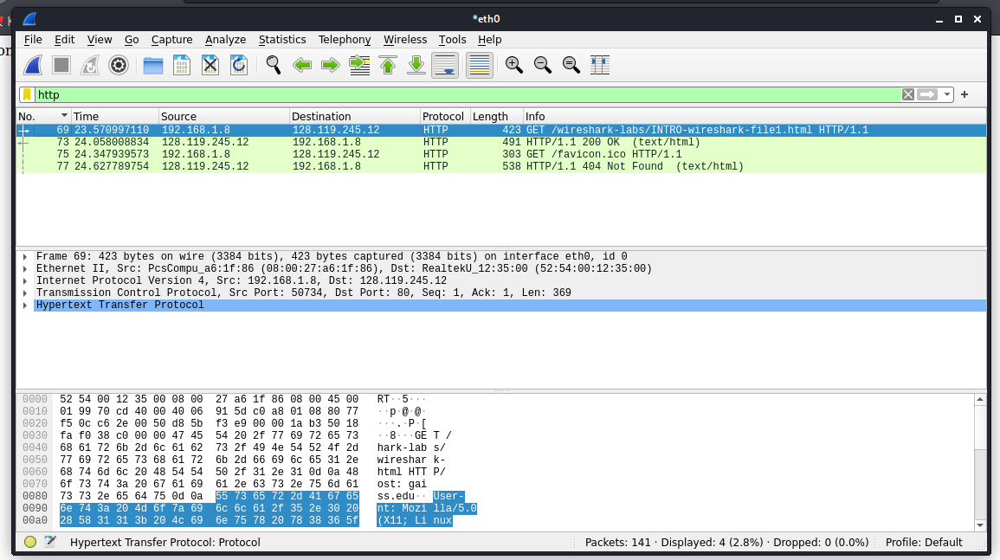 *eth0
File Edit View Go Capture Analyze Statistics Telephony Wireless Tools Help
http
No. Time Source Destination Protocol Length Info
69 23.570997110 192.168.1.8 128.119.245.12 HTTP 423 GET /wireshark-labs/INTRO-wireshark-file1.html HTTP/1.1
73 24.058008834 128.119.245.12 192.168.1.8 HTTP 491 HTTP/1.1 200 OK (text/html)
75 24.347939573 192.168.1.8 128.119.245.12 HTTP 303 GET /favicon.ico HTTP/1.1
77 24.627789754 128.119.245.12 192.168.1.8 HTTP 538 HTTP/1.1 404 Not Found (text/html)
Frame 69: 423 bytes on wire (3384 bits), 423 bytes captured (3384 bits) on interface eth0, id 0
Ethernet II, Src: PcsCompu_a6:1f:86 (08:00:27:a6:1f:86), Dst: RealtekU_12:35:00 (52:54:00:12:35:00)
Internet Protocol Version 4, Src: 192.168.1.8, Dst: 128.119.245.12
Transmission Control Protocol, Src Port: 50734, Dst Port: 80, Seq: 1, Ack: 1, Len: 369
Hypertext Transfer Protocol
0000 52 54 00 12 35 00 08 00 27 a6 1f 86 08 00 45 00 RT··5···
0010 01 99 70 cd 40 00 40 06 91 5d c0 a8 01 08 80 77 ··p·@·@·
0020 f5 0c c6 2e 00 50 d8 5b f3 e9 00 00 1a b3 50 18 ···.·P·[
0030 fa f0 38 c0 00 00 47 45 54 20 2f 77 69 72 65 73 ··8···GE T /
0040 68 61 72 6b 2d 6c 61 62 73 2f 49 4e 54 52 4f 2d hark-lab s/
0050 77 69 72 65 73 68 61 72 6b 2d 66 69 6c 65 31 2e wireshar k-
0060 68 74 6d 6c 20 48 54 54 50 2f 31 2e 31 0d 0a 48 html HTT P/
0070 6f 73 74 3a 20 67 61 69 61 2e 63 73 2e 75 6d 61 ost: gai
0080 73 73 2e 65 64 75 0d 0a 55 73 65 72 2d 41 67 65 ss.edu·· User-
0090 6e 74 3a 20 4d 6f 7a 69 6c 6c 61 2f 35 2e 30 20 nt: Mozi lla/5.0
00a0 28 58 31 31 3b 20 4c 69 6e 75 78 20 78 38 36 5f (X11; Li nux
Hypertext Transfer Protocol: Protocol
Packets: 141 · Displayed: 4 (2.8%) · Dropped: 0 (0.0%)
Profile: Default